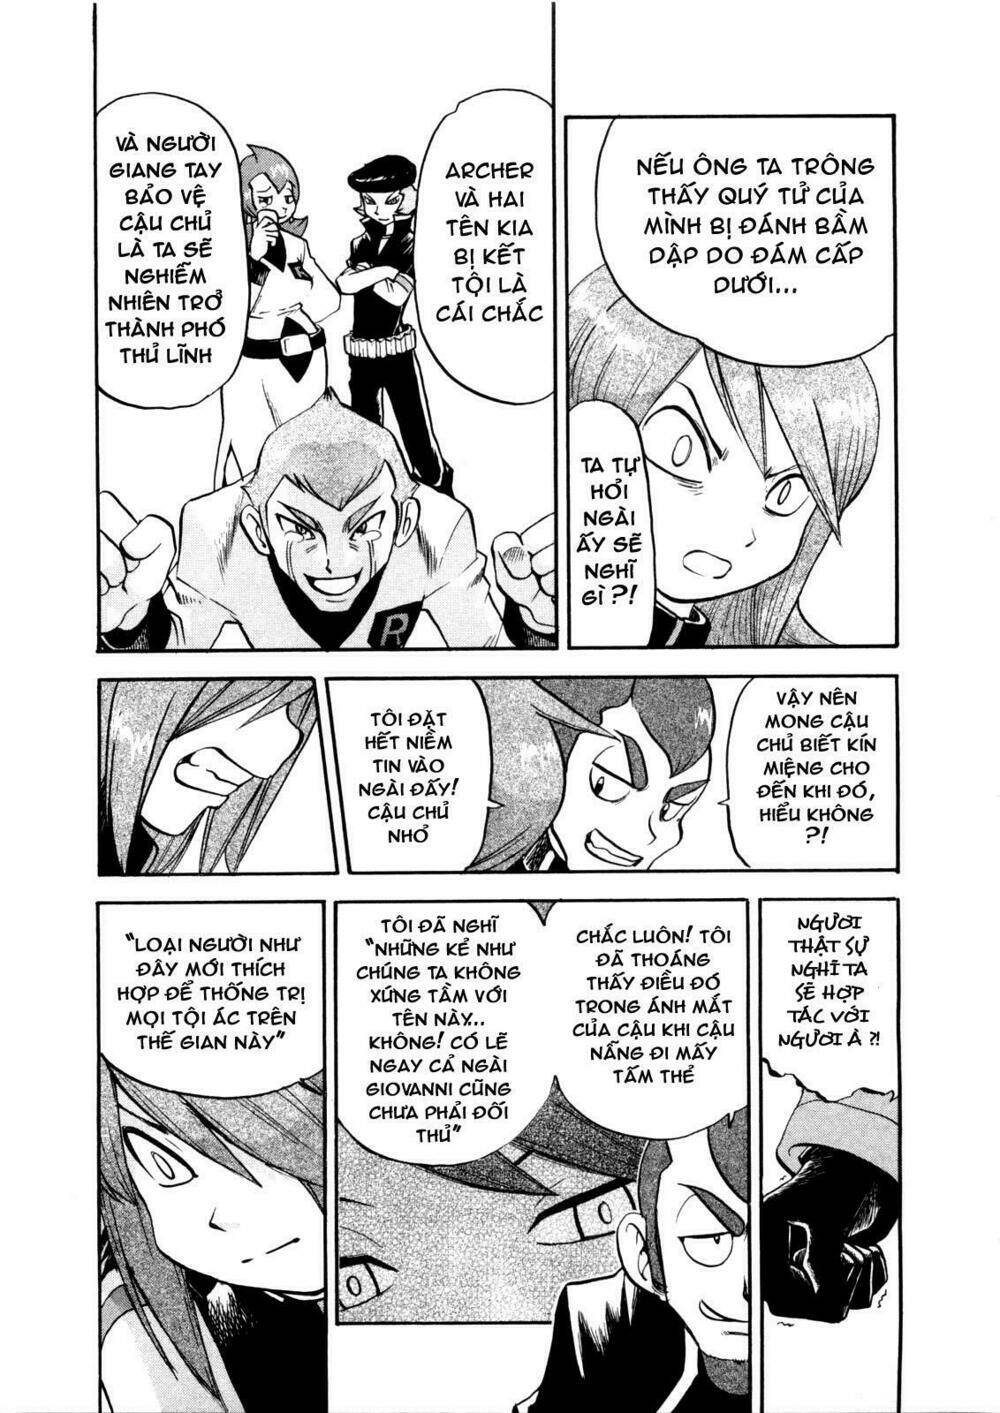 NẾU ÔNG TA TRÔNG
THẤY QUÝ TỬ CỦA
MÌNH BỊ ĐÁNH BẦM
DẬP DO ĐÁM CẤP
DƯỚI...
TA TỰ
HỎI
NGÀI
ẤY SẼ
NGHĨ
GÌ?!
ARCHER
VÀ HAI
TÊN KIA
BỊ KẾT
TỘI LÀ
CÁI CHẮC
VÀ NGƯỜI
GIANG TAY
BẢO VỆ
CẬU CHỦ
LÀ TA SẼ
NGHIỄM
NHIÊN TRỞ
THÀNH PHÓ
THỦ LĨNH
R
VẬY NÊN
MONG CẬU
CHỦ BIẾT KÍN
MIỆNG CHO
ĐẾN KHI ĐÓ,
HIỂU KHÔNG
?!
TÔI ĐẶT
HẾT NIỀM
TIN VÀO
NGÀI ĐẤY!
CẬU CHỦ
NHỎ
NGƯƠI
THẬT SỰ
NGHĨ TA
SẼ HỢP
TÁC VỚI
NGƯƠI À ?!
CHẮC LUÔN! TÔI
ĐÃ THOÁNG
THẤY ĐIỀU ĐÓ
TRONG ÁNH MẮT
CỦA CẬU KHI CẬU
NẪNG ĐI MẤY
TẤM THẺ
TÔI ĐÃ NGHĨ
"NHỮNG KẺ NHƯ
CHÚNG TA KHÔNG
XỨNG TẦM VỚI
TÊN NÀY...
KHÔNG! CÓ LẼ
NGAY CẢ NGÀI
GIOVANNI CŨNG
CHƯA PHẢI ĐỐI
THỦ"
"LOẠI NGƯỜI NHƯ
ĐÂY MỚI THÍCH
HỢP ĐỂ THỐNG TRỊ
MỌI TỘI ÁC TRÊN
THẾ GIAN NÀY"